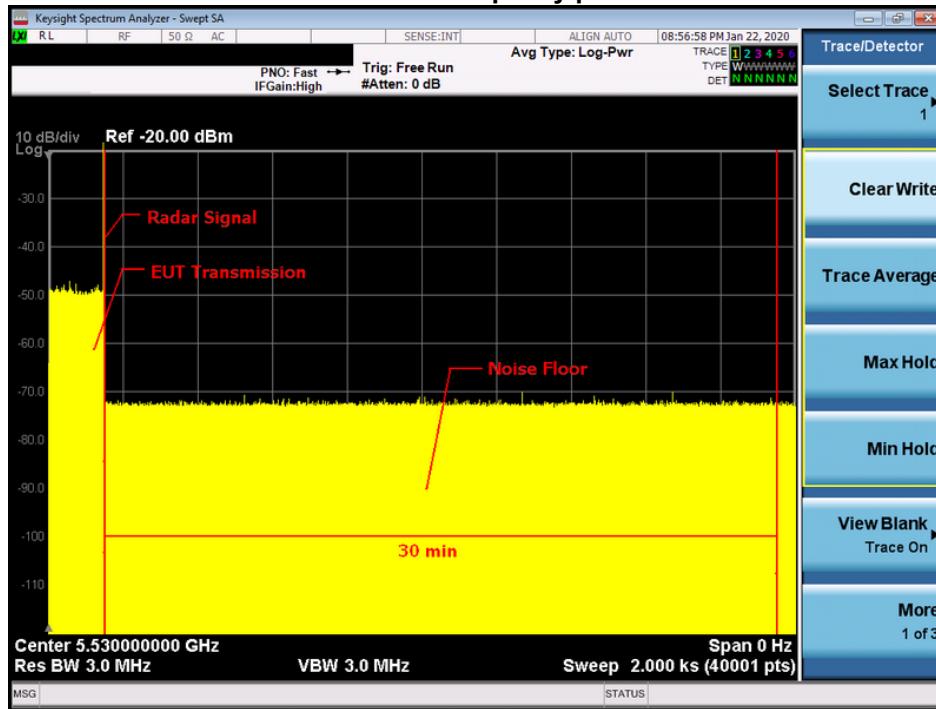 Keysight Spectrum Analyzer - Swept SA
LXI RL RF 50 Ω AC SENSE:INT ALIGN AUTO 08:56:58 PM Jan 22, 2020
Avg Type: Log-Pwr
TRACE 1 2 3 4 5 6
TYPE WWWWWW
DET N N N N N N
PNO: Fast
IFGain:High
Trig: Free Run
#Atten: 0 dB
10 dB/div Ref -20.00 dBm
Log
-30.0
-40.0
-50.0
-60.0
-70.0
-80.0
-90.0
-100
-110
Radar Signal
EUT Transmission
Noise Floor
30 min
Center 5.530000000 GHz Span 0 Hz
Res BW 3.0 MHz VBW 3.0 MHz Sweep 2.000 ks (40001 pts)
MSG STATUS
Trace/Detector
Select Trace
1
Clear Write
Trace Average
Max Hold
Min Hold
View Blank
Trace On
More
1 of 3